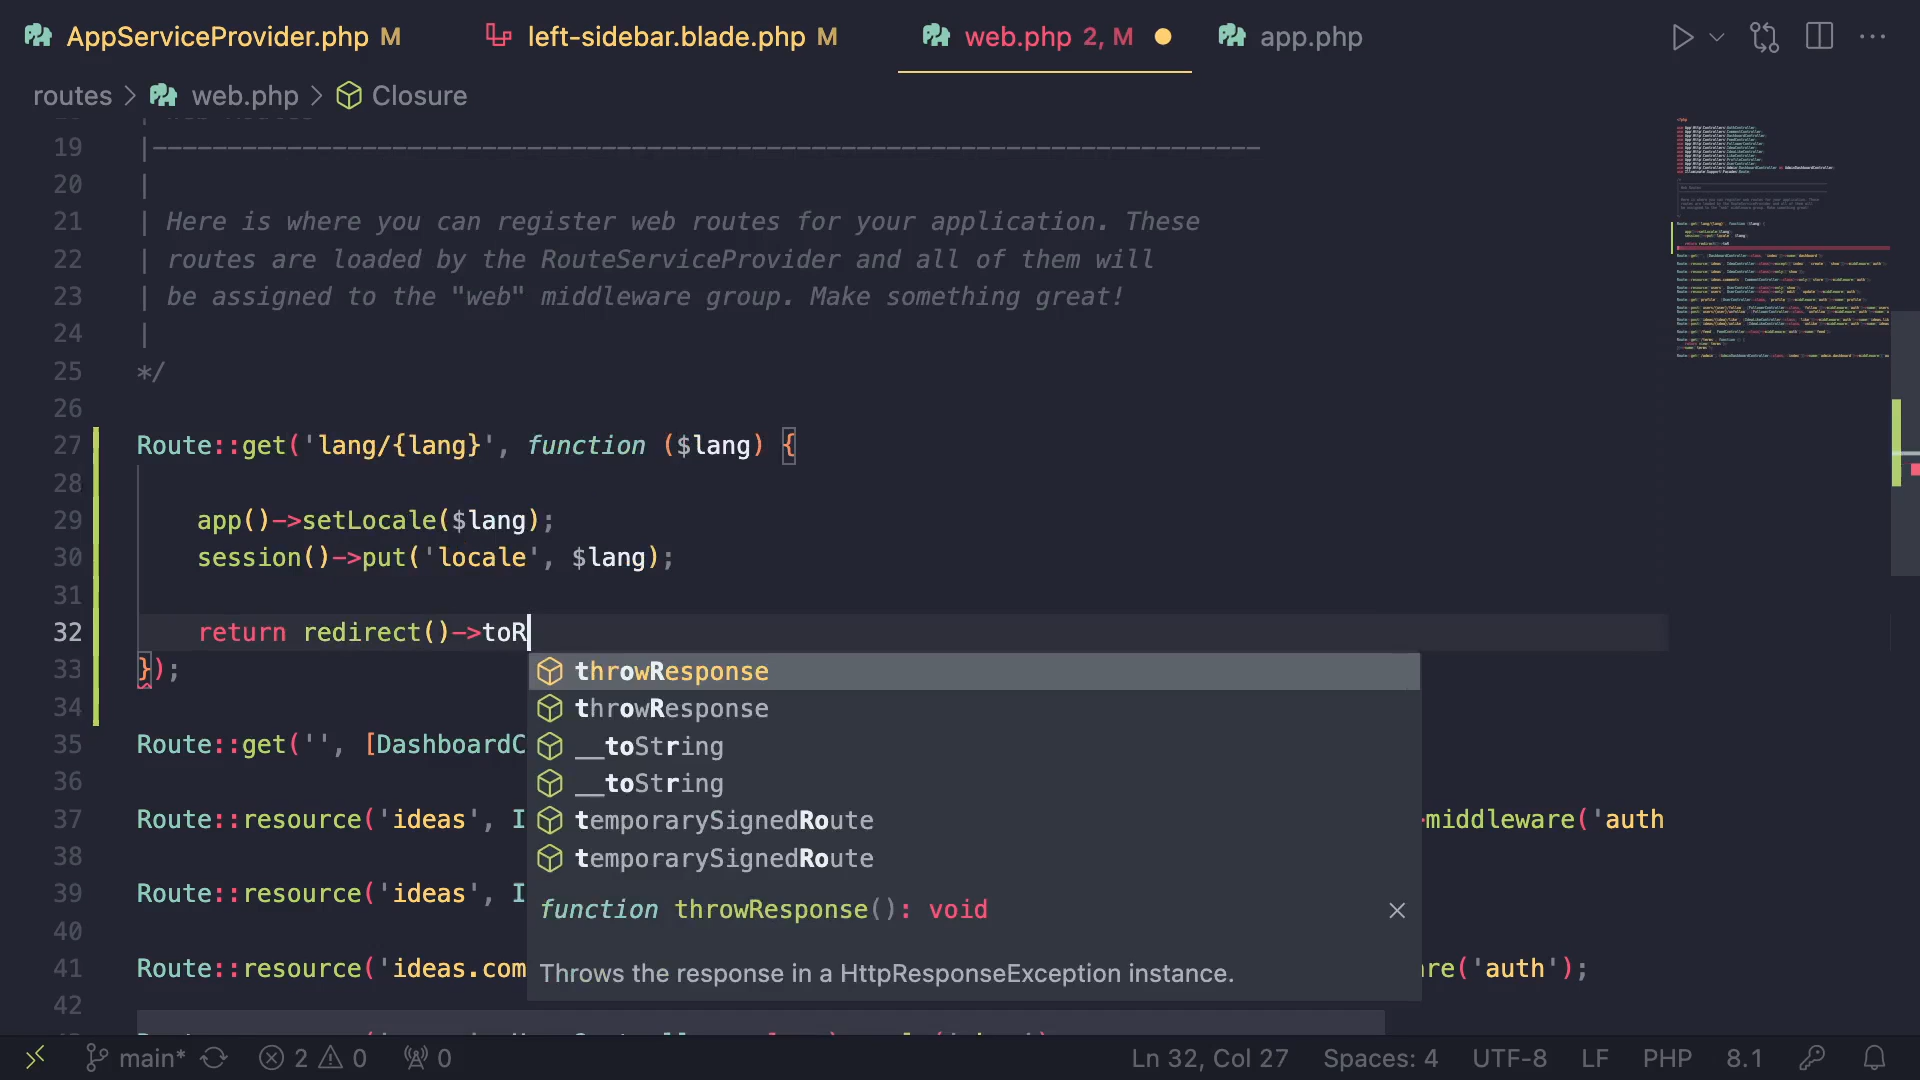 AppServiceProvider.php M left-sidebar.blade.php M web.php 2, M app.php
routes > web.php > Closure
19 |--------------------------------------------------------------------------
20 |
21 | Here is where you can register web routes for your application. These
22 | routes are loaded by the RouteServiceProvider and all of them will
23 | be assigned to the "web" middleware group. Make something great!
24 |
25 */
26
27 Route::get('lang/{lang}', function ($lang) {
28
29 app()->setLocale($lang);
30 session()->put('locale', $lang);
31
32 return redirect()->toR
33 });
throwResponse
34
throwResponse
35 Route::get('', [DashboardC
__toString
36
__toString
37 Route::resource('ideas', I
temporarySignedRoute
->middleware('auth
38
temporarySignedRoute
39 Route::resource('ideas', I
function throwResponse(): void
40
41 Route::resource('ideas.com
Throws the response in a HttpResponseException instance.
are('auth');
42
main* 2 0 0 Ln 32, Col 27 Spaces: 4 UTF-8 LF PHP 8.1